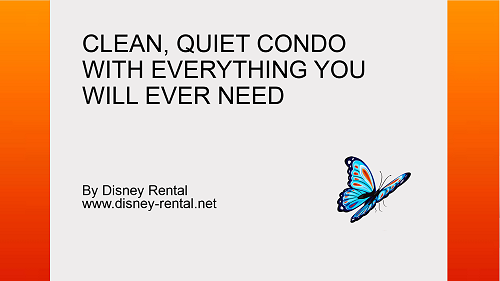 CLEAN, QUIET CONDO
WITH EVERYTHING YOU
WILL EVER NEED
By Disney Rental
www.disney-rental.net